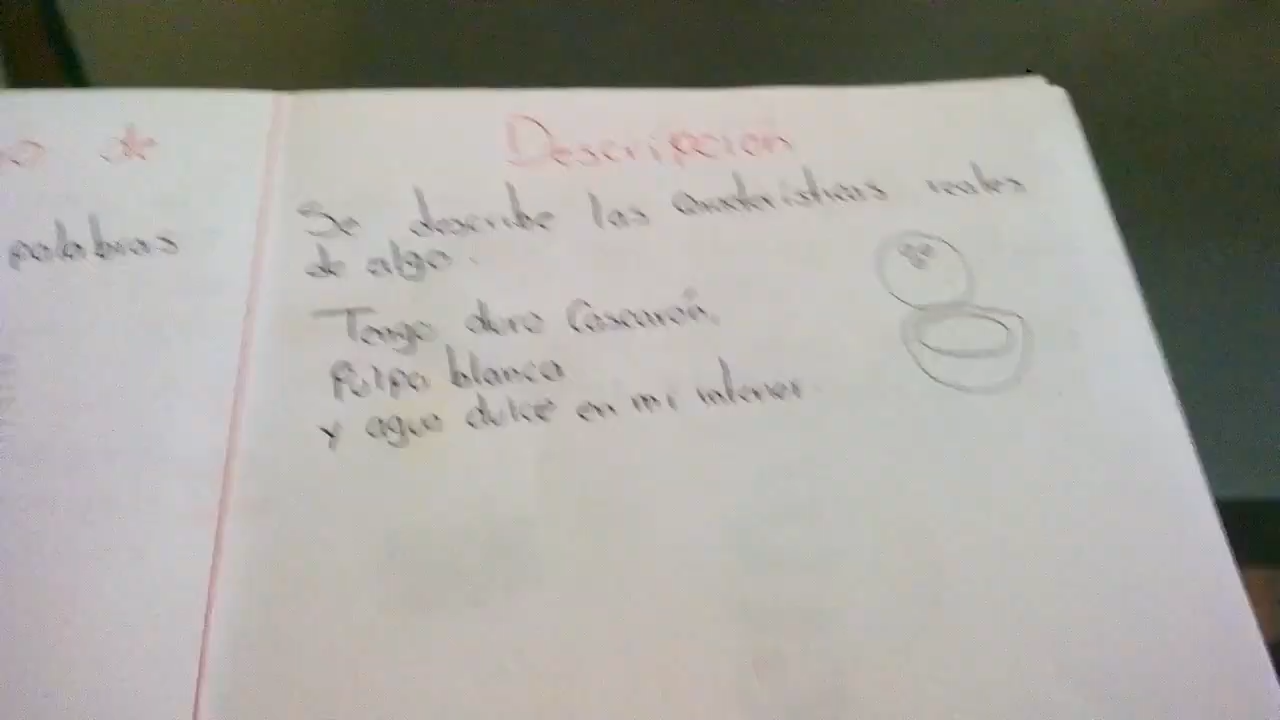 de
palabras
Descripción
Se describe las características reales
de algo.
Tengo duro Cascarón,
Pulpa blanca
y agua dulce en mi interior